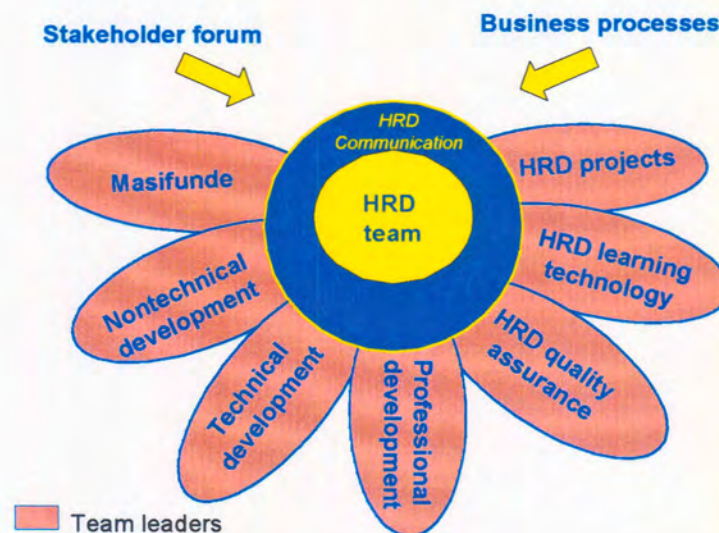 Stakeholder forum
Business processes
HRD
Communication
HRD
team
Masifunde
Nontechnical
development
Technical
development
Professional
development
HRD quality
assurance
HRD learning
technology
HRD projects
Team leaders